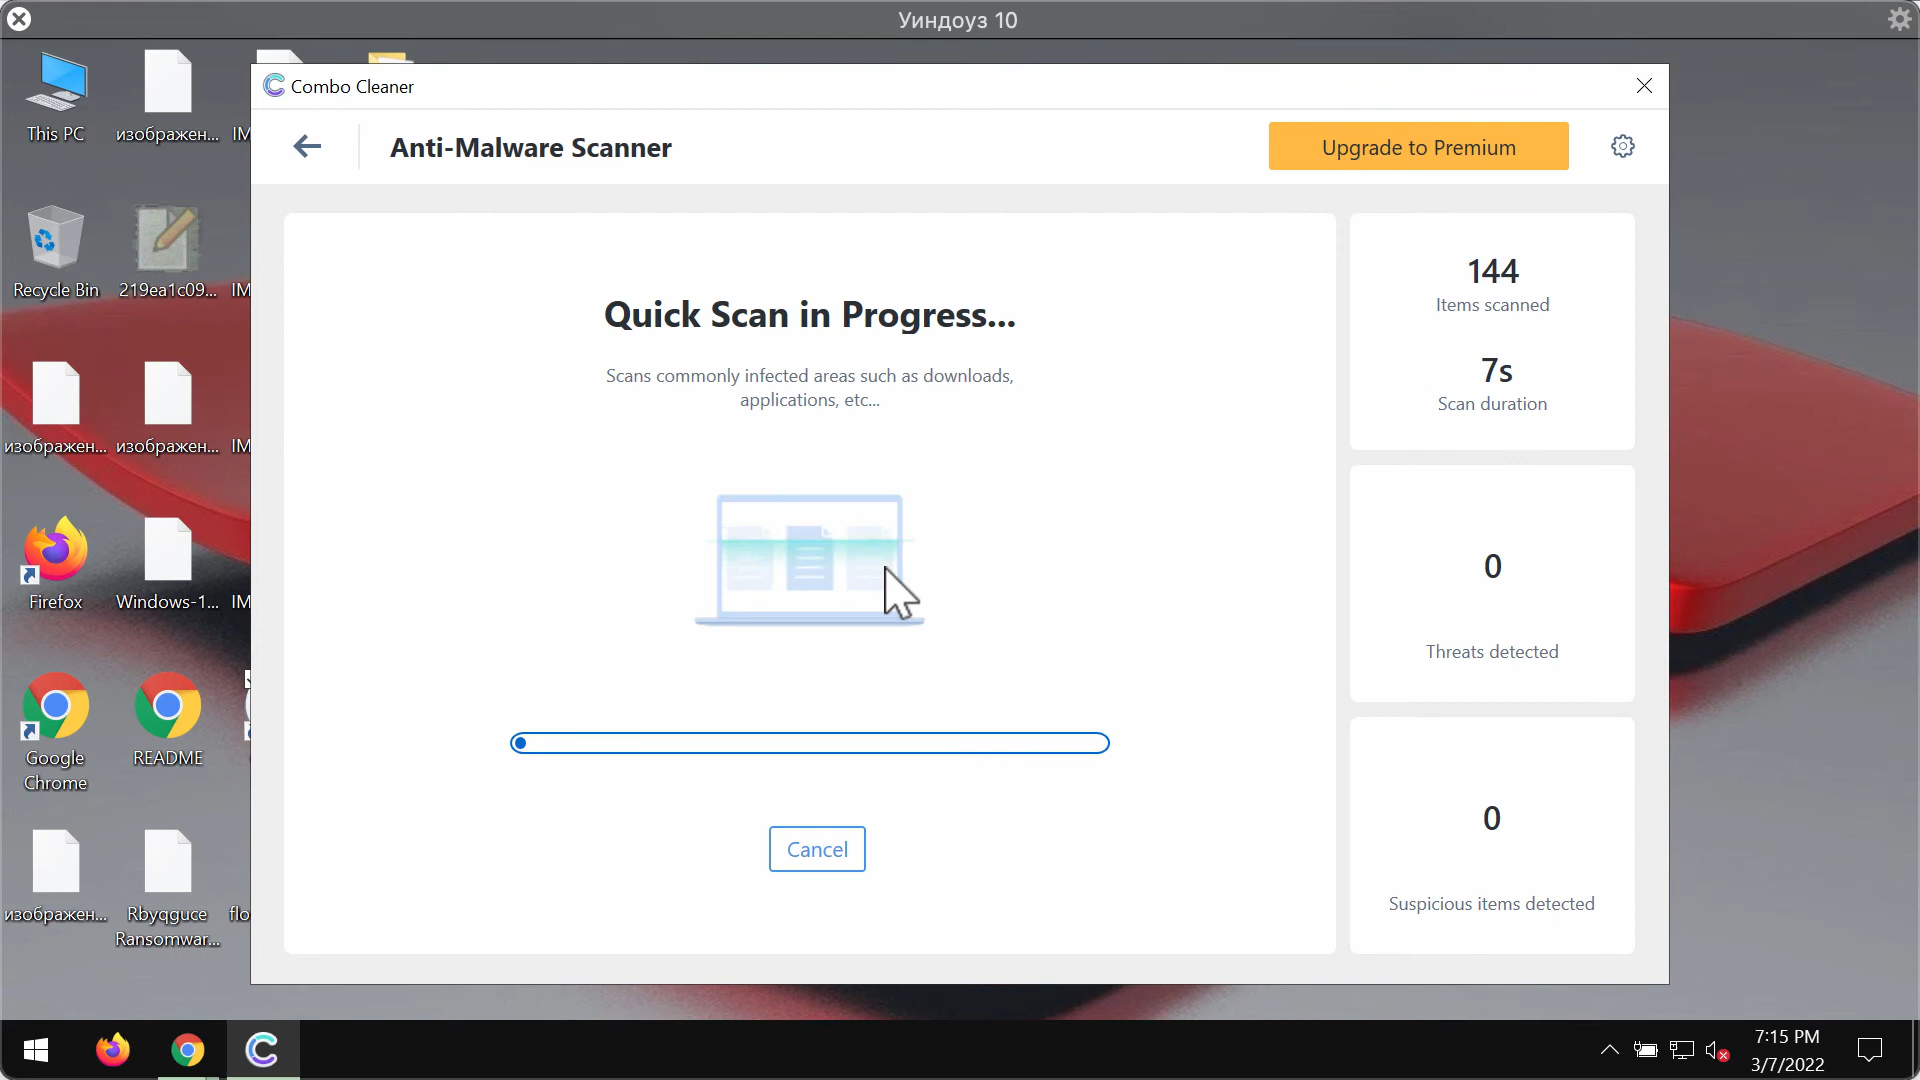 Уиндоуз 10
This PC
изображен...
IM
Combo Cleaner
Anti-Malware Scanner
Upgrade to Premium
Recycle Bin
219ea1c09...
IM
Quick Scan in Progress...
Scans commonly infected areas such as downloads,
applications, etc...
144
Items scanned
7s
Scan duration
изображен...
изображен...
IM
0
Threats detected
Firefox
Windows-1...
IM
Google
Chrome
README
Cancel
0
Suspicious items detected
изображен...
Rbyqguce
Ransomwar...
flo
7:15 PM
3/7/2022